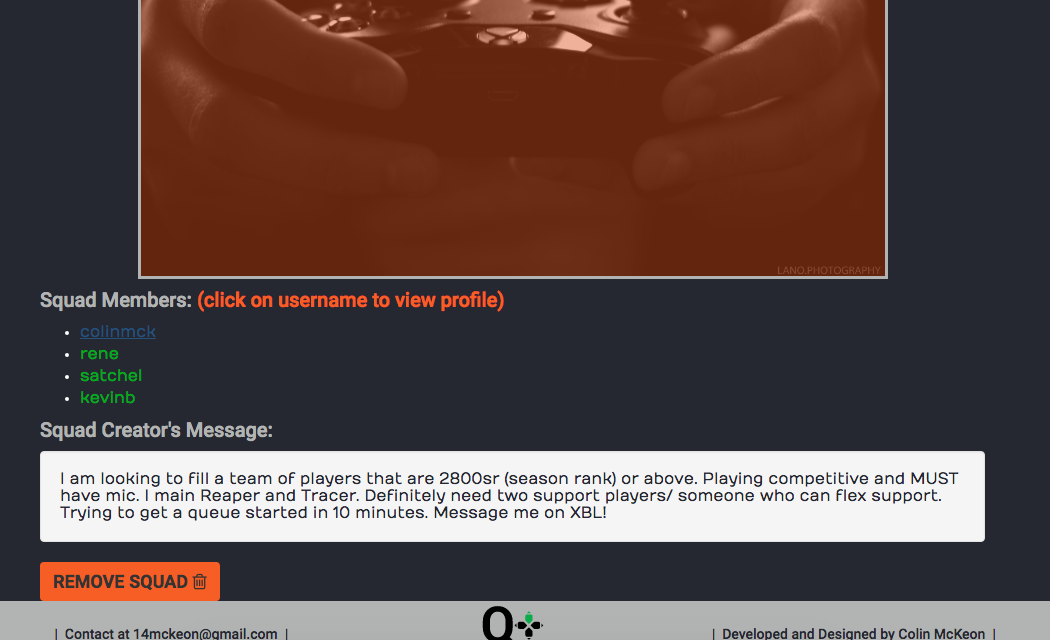 LANO.PHOTOGRAPHY
Squad Members: (click on username to view profile)
colinmck
rene
satchel
kevinb
Squad Creator's Message:
I am looking to fill a team of players that are 2800sr (season rank) or above. Playing competitive and MUST
have mic. I main Reaper and Tracer. Definitely need two support players/ someone who can flex support.
Trying to get a queue started in 10 minutes. Message me on XBL!
REMOVE SQUAD
| Contact at 14mckeon@gmail.com | Q | Developed and Designed by Colin McKeon |